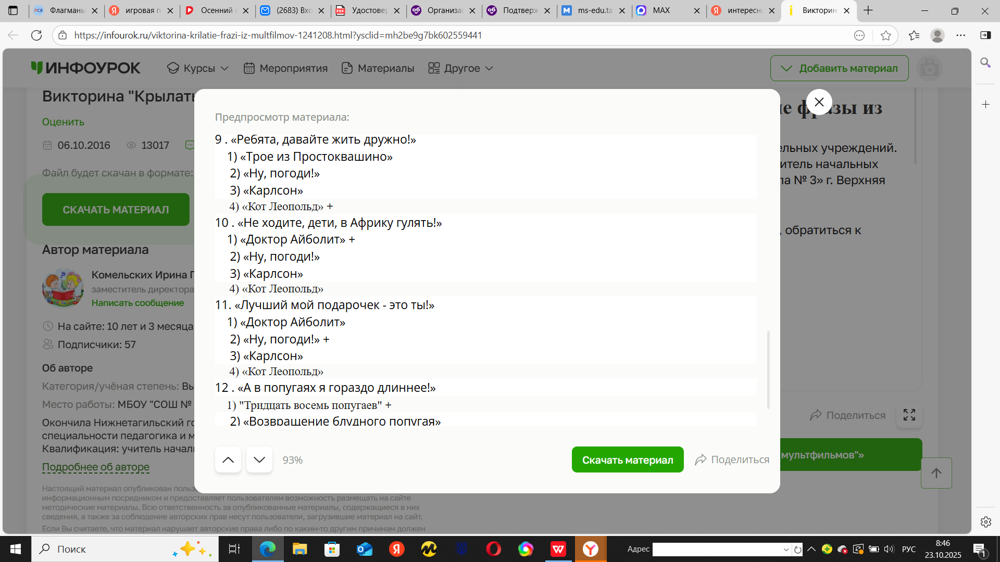 Флагманы
игровая п
Осенний
(2683) Вхо
Удостовер
Организа
Подтверж
ms-edu.ta
MAX
интересн
Викторин
https://infourok.ru/viktorina-krilatie-frazi-iz-multfilmov-1241208.html?ysclid=mh2be9g7bk602559441
ИНФОУРОК
Курсы
Мероприятия
Материалы
Другое
Добавить материал
Викторина "Крылать
Оценить
06.10.2016
13017
Файл будет скачан в формате:
СКАЧАТЬ МАТЕРИАЛ
Автор материала
Комельских Ирина Г
заместитель директора
Написать сообщение
На сайте: 10 лет и 3 месяца
Подписчики: 57
Об авторе
Категория/учёная степень: Вы
Место работы: МБОУ "СОШ №
Окончила Нижнетагильский го
специальности педагогика и м
Квалификация: учитель начал
Подробнее об авторе
Настоящий материал опубликован польз
информационным посредником и предоставляет пользователям возможность размещать на сайте
методические материалы. Всю ответственность за опубликованные материалы, содержащиеся в них
сведения, а также за соблюдение авторских прав несут пользователи, загрузившие материал на сайт.
Если Вы считаете, что материал нарушает авторские права либо по каким-то другим причинам должен
Предпросмотр материала:
9 . «Ребята, давайте жить дружно!»
1) «Трое из Простоквашино»
2) «Ну, погоди!»
3) «Карлсон»
4) «Кот Леопольд» +
10 . «Не ходите, дети, в Африку гулять!»
1) «Доктор Айболит» +
2) «Ну, погоди!»
3) «Карлсон»
4) «Кот Леопольд»
11. «Лучший мой подарочек - это ты!»
1) «Доктор Айболит»
2) «Ну, погоди!» +
3) «Карлсон»
4) «Кот Леопольд»
12 . «А в попугаях я гораздо длиннее!»
1) "Тридцать восемь попугаев" +
2) «Возвращение блудного попугая»
93%
Скачать материал
Поделиться
ие фразы из
ельных учреждений.
итель начальных
ла № 3» г. Верхняя
, обратиться к
Поделиться
мультфильмов"»
Поиск
Адрес
РУС
8:46
23.10.2025
1